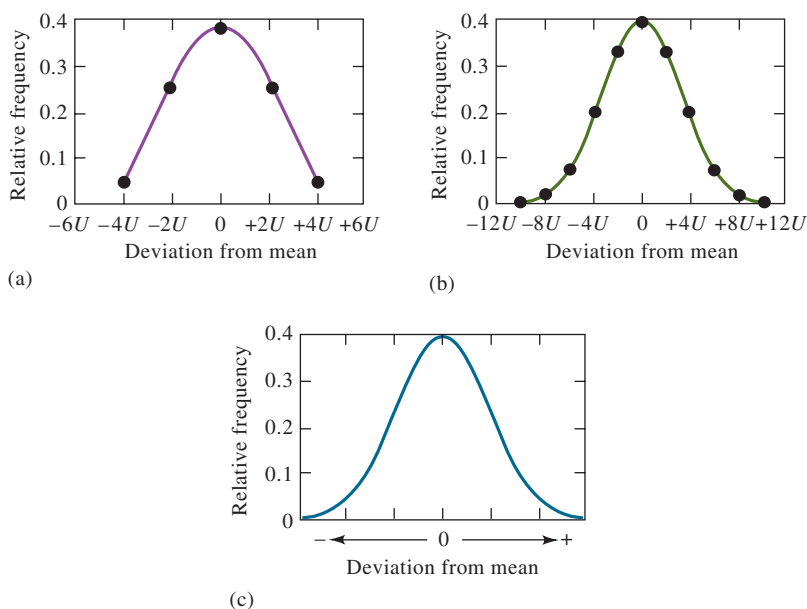 0.4
0.3
0.2
0.1
0
Relative frequency
−6U −4U −2U 0 +2U +4U +6U
Deviation from mean
(a)
0.4
0.3
0.2
0.1
0
Relative frequency
−12U −8U −4U 0 +4U +8U +12U
Deviation from mean
(b)
0.4
0.3
0.2
0.1
0
Relative frequency
− 0 +
Deviation from mean
(c)